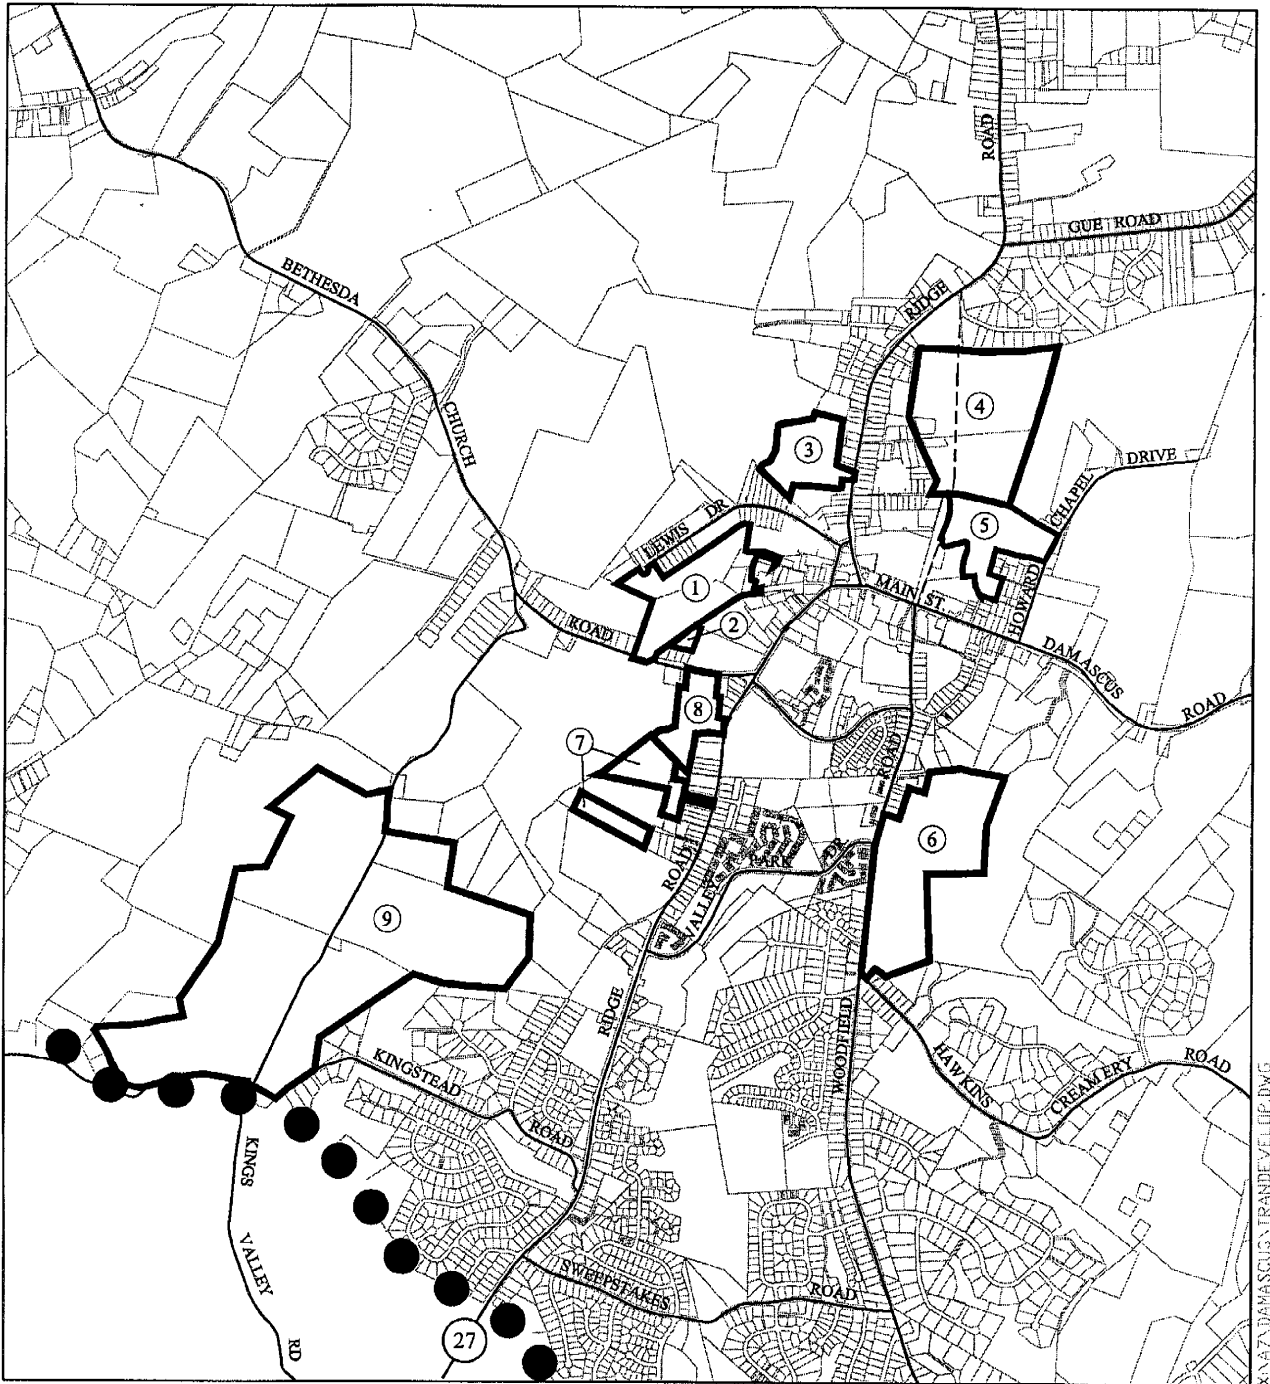 ROAD
GUE ROAD
BETHESDA
RIDGE
CHURCH
4
3
DRIVE
CHAPEL
LEWIS DR
5
1
MAIN ST.
HOWARD
2
ROAD
DAMASCUS
ROAD
8
7
ROAD
6
PARK
DR
ROAD
VALLEY
9
RIDGE
WOODFIELD
KINGSTEAD
ROAD
HAWKINS
CREAMERY
ROAD
KINGS
VALLEY
RD
SWEEPSTAKES
ROAD
27